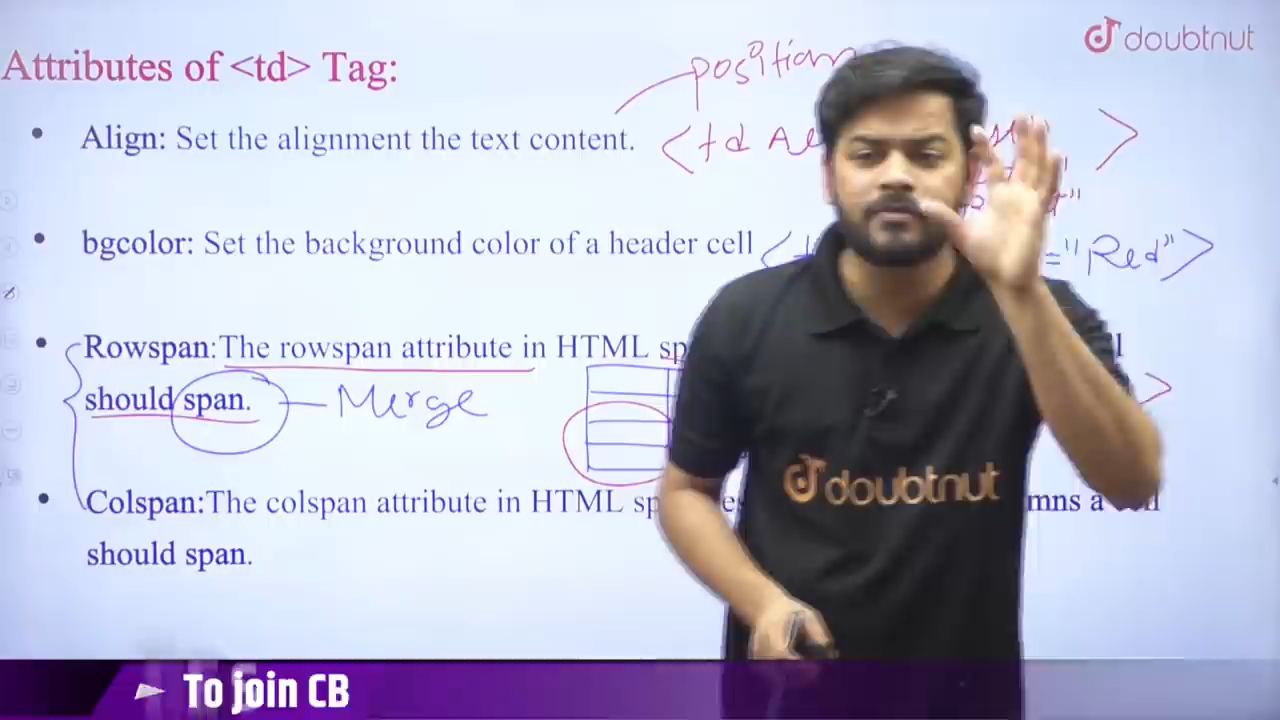 doubtnut
Attributes of <td> Tag:
position
• Align: Set the alignment the text content. <td >
• bgcolor: Set the background color of a header cell < ="Red">
• Rowspan:The rowspan attribute in HTML sp
should span. — Merge >
• Colspan:The colspan attribute in HTML sp mns a cell
should span.
doubtnut
To join CB